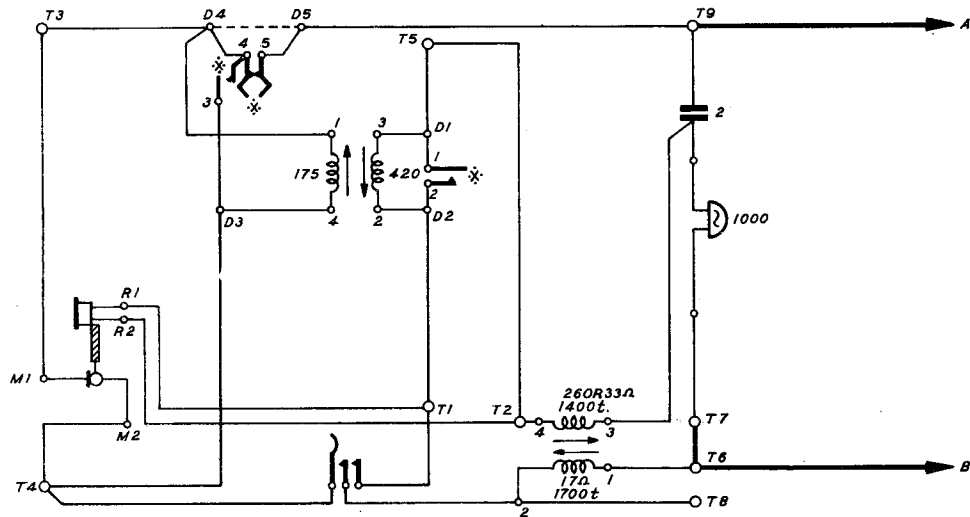 T3 D4 D5 T9 A
4 5 T5
※
3 ※ 2
1 3 D1
1
175 420 ※
2
4 2 D2
D3 1000
R1
R2
M1 260R33Ω
1400t.
T1 T2 4 3 T7
M2
T6 B
T4 17Ω 1
1700t
2 T8